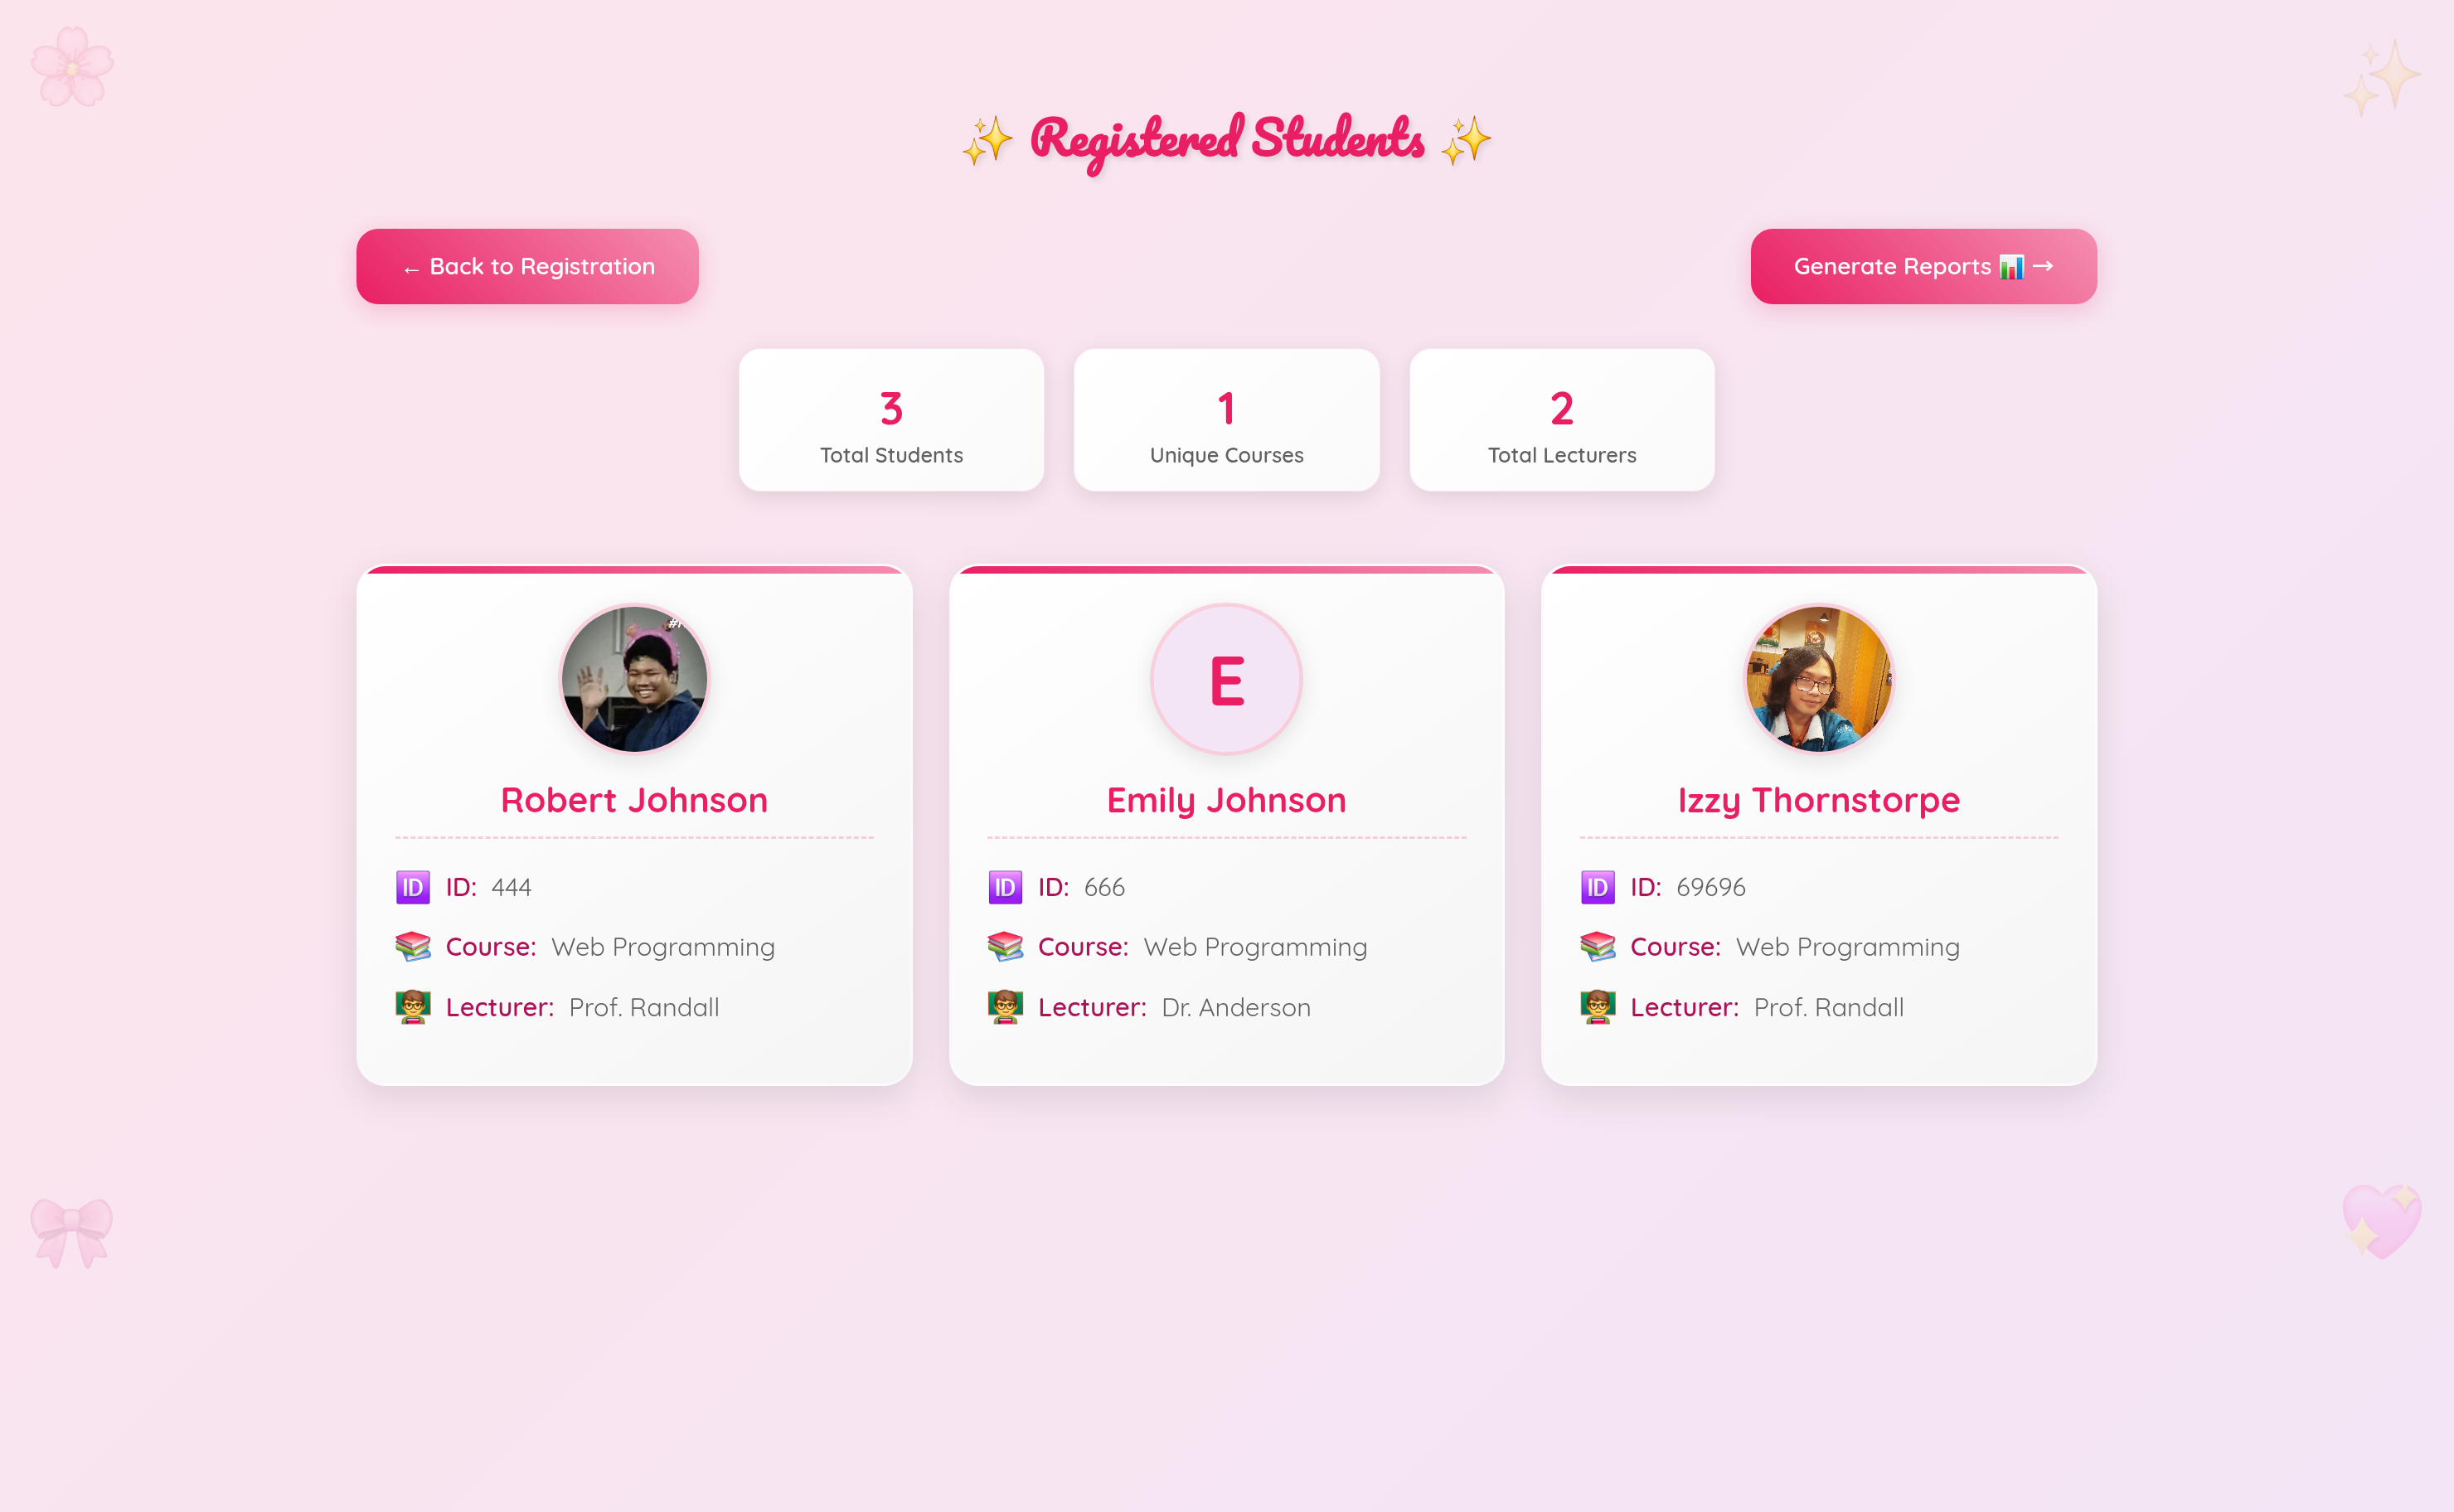 ✨ Registered Students ✨
← Back to Registration
Generate Reports 📊 →
3
Total Students
1
Unique Courses
2
Total Lecturers
Robert Johnson
🆔 ID: 444
📚 Course: Web Programming
👨‍🏫 Lecturer: Prof. Randall
E
Emily Johnson
🆔 ID: 666
📚 Course: Web Programming
👨‍🏫 Lecturer: Dr. Anderson
Izzy Thornstorpe
🆔 ID: 69696
📚 Course: Web Programming
👨‍🏫 Lecturer: Prof. Randall